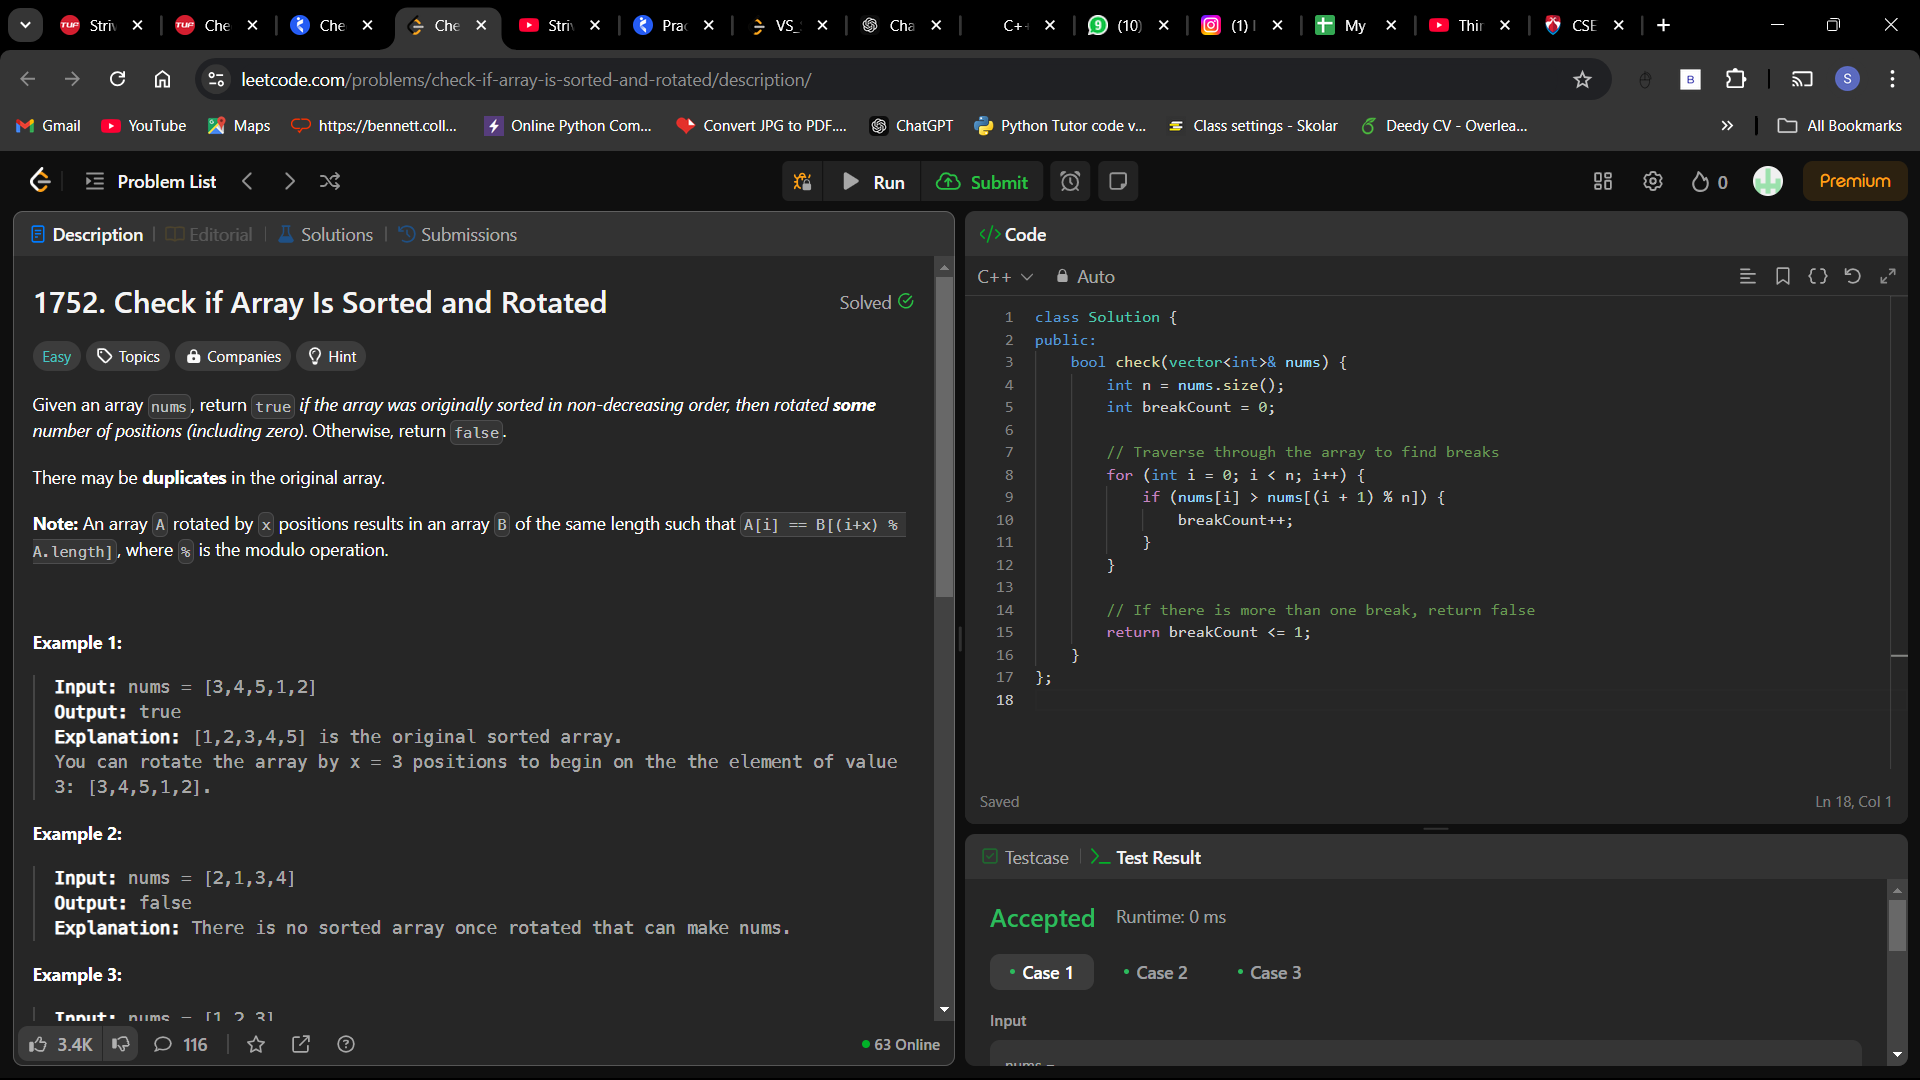 Striv
Che
Che
Che
Striv
Prac
VS_
Cha
C++
(10)
(1) I
My
Thir
CSE
leetcode.com/problems/check-if-array-is-sorted-and-rotated/description/
B
S
Gmail
YouTube
Maps
https://bennett.coll...
Online Python Com...
Convert JPG to PDF....
ChatGPT
Python Tutor code v...
Class settings - Skolar
Deedy CV - Overlea...
All Bookmarks
Problem List
Run
Submit
0
Premium
Description
Editorial
Solutions
Submissions
1752. Check if Array Is Sorted and Rotated
Solved
Easy
Topics
Companies
Hint
Given an array nums, return true if the array was originally sorted in non-decreasing order, then rotated some
number of positions (including zero). Otherwise, return false.
There may be duplicates in the original array.
Note: An array A rotated by x positions results in an array B of the same length such that A[i] == B[(i+x) %
A.length], where % is the modulo operation.
Example 1:
Input: nums = [3,4,5,1,2]
Output: true
Explanation: [1,2,3,4,5] is the original sorted array.
You can rotate the array by x = 3 positions to begin on the the element of value
3: [3,4,5,1,2].
Example 2:
Input: nums = [2,1,3,4]
Output: false
Explanation: There is no sorted array once rotated that can make nums.
Example 3:
Input: nums = [1,2,3]
3.4K
116
63 Online
Code
C++
Auto
1 class Solution {
2 public:
3 bool check(vector<int>& nums) {
4 int n = nums.size();
5 int breakCount = 0;
6
7 // Traverse through the array to find breaks
8 for (int i = 0; i < n; i++) {
9 if (nums[i] > nums[(i + 1) % n]) {
10 breakCount++;
11 }
12 }
13
14 // If there is more than one break, return false
15 return breakCount <= 1;
16 }
17 };
18
Saved
Ln 18, Col 1
Testcase
Test Result
Accepted
Runtime: 0 ms
Case 1
Case 2
Case 3
Input
nums =